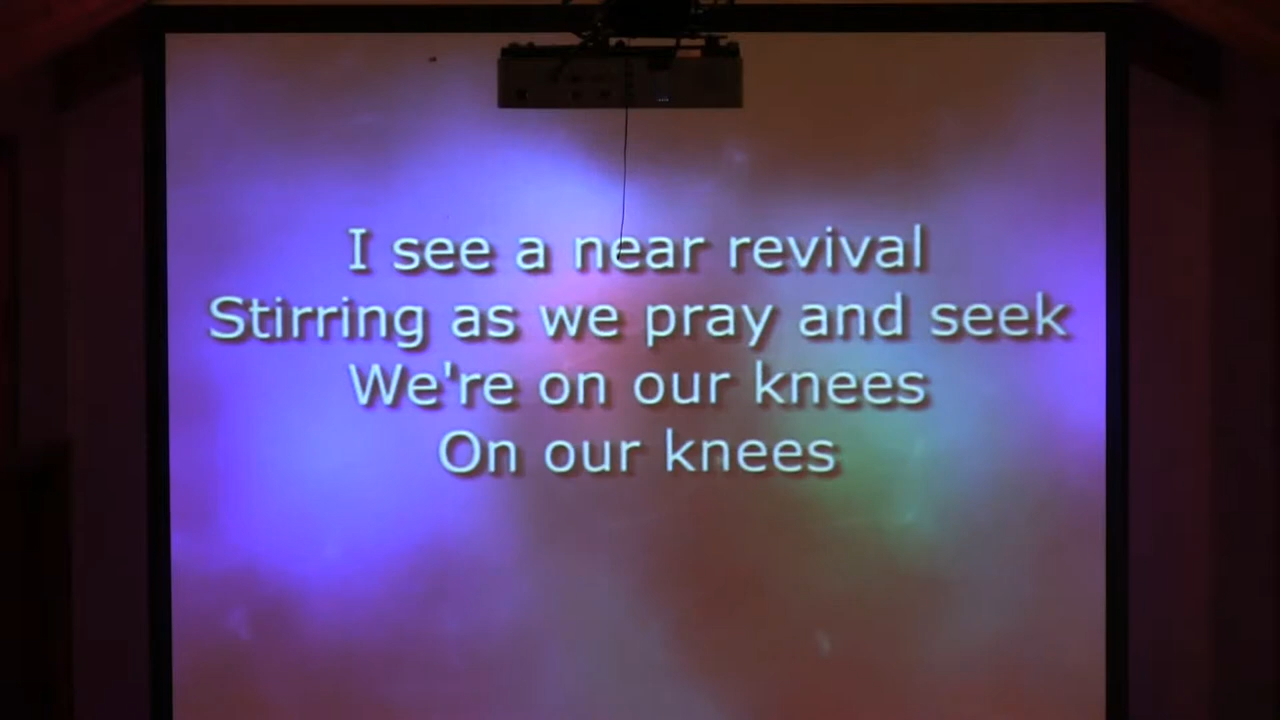 I see a near revival
Stirring as we pray and seek
We're on our knees
On our knees